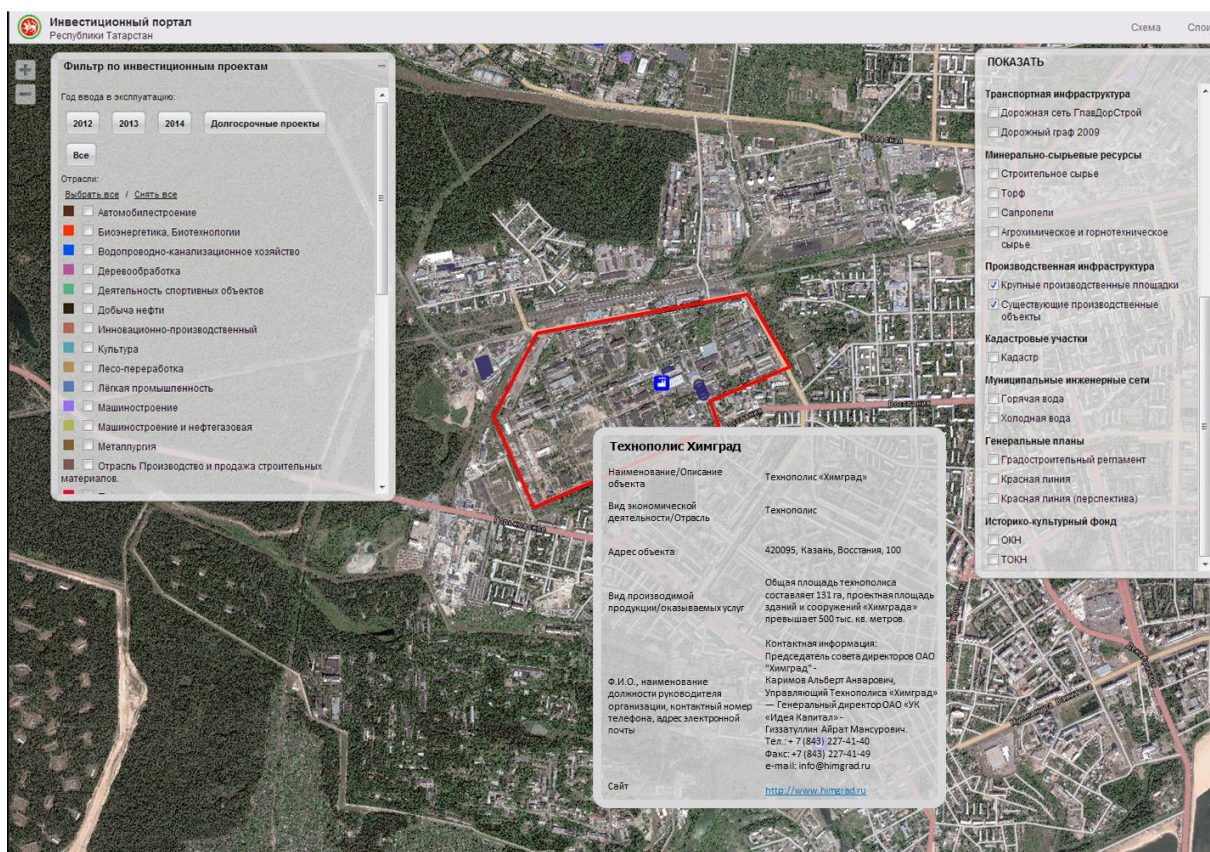 Инвестиционный портал
Республики Татарстан
Схема
Слои
Фильтр по инвестиционным проектам
Год ввода в эксплуатацию:
2012
2013
2014
Долгосрочные проекты
Все
Отрасли:
Выбрать все / Снять все
Автомобилестроение
Биоэнергетика, Биотехнологии
Водопроводно-канализационное хозяйство
Деревообработка
Деятельность спортивных объектов
Добыча нефти
Инновационно-производственный
Культура
Лесо-переработка
Лёгкая промышленность
Машиностроение
Машиностроение и нефтегазовая
Металлургия
Отрасль Производство и продажа строительных
материалов.
ПОКАЗАТЬ
Транспортная инфраструктура
Дорожная сеть ГлавДорСтрой
Дорожный граф 2009
Минерально-сырьевые ресурсы
Строительное сырье
Торф
Сапропели
Агрохимическое и горнотехническое
сырье
Производственная инфраструктура
Крупные производственные площадки
Существующие производственные
объекты
Кадастровые участки
Кадастр
Муниципальные инженерные сети
Горячая вода
Холодная вода
Генеральные планы
Градостроительный регламент
Красная линия
Красная линия (перспектива)
Историко-культурный фонд
ОКН
ТОКН
Восстания
Технополис Химград
Наименование/Описание
объекта
Технополис «Химград»
Вид экономической
деятельности/Отрасль
Технополис
Адрес объекта
420095, Казань, Восстания, 100
Вид производимой
продукции/оказываемых услуг
Общая площадь технополиса
составляет 131 га, проектная площадь
зданий и сооружений «Химграда»
превышает 500 тыс. кв. метров.
Ф.И.О., наименование
должности руководителя
организации, контактный номер
телефона, адрес электронной
почты
Контактная информация:
Председатель совета директоров ОАО
"Химград" -
Каримов Альберт Анварович,
Управляющий Технополиса «Химград»
— Генеральный директор ОАО «УК
«Идея Капитал» -
Гиззатуллин Айрат Мансурович.
Тел.: + 7 (843) 227-41-40
Факс: +7 (843) 227-41-49
e-mail: info@himgrad.ru
Сайт
http://www.himgrad.ru